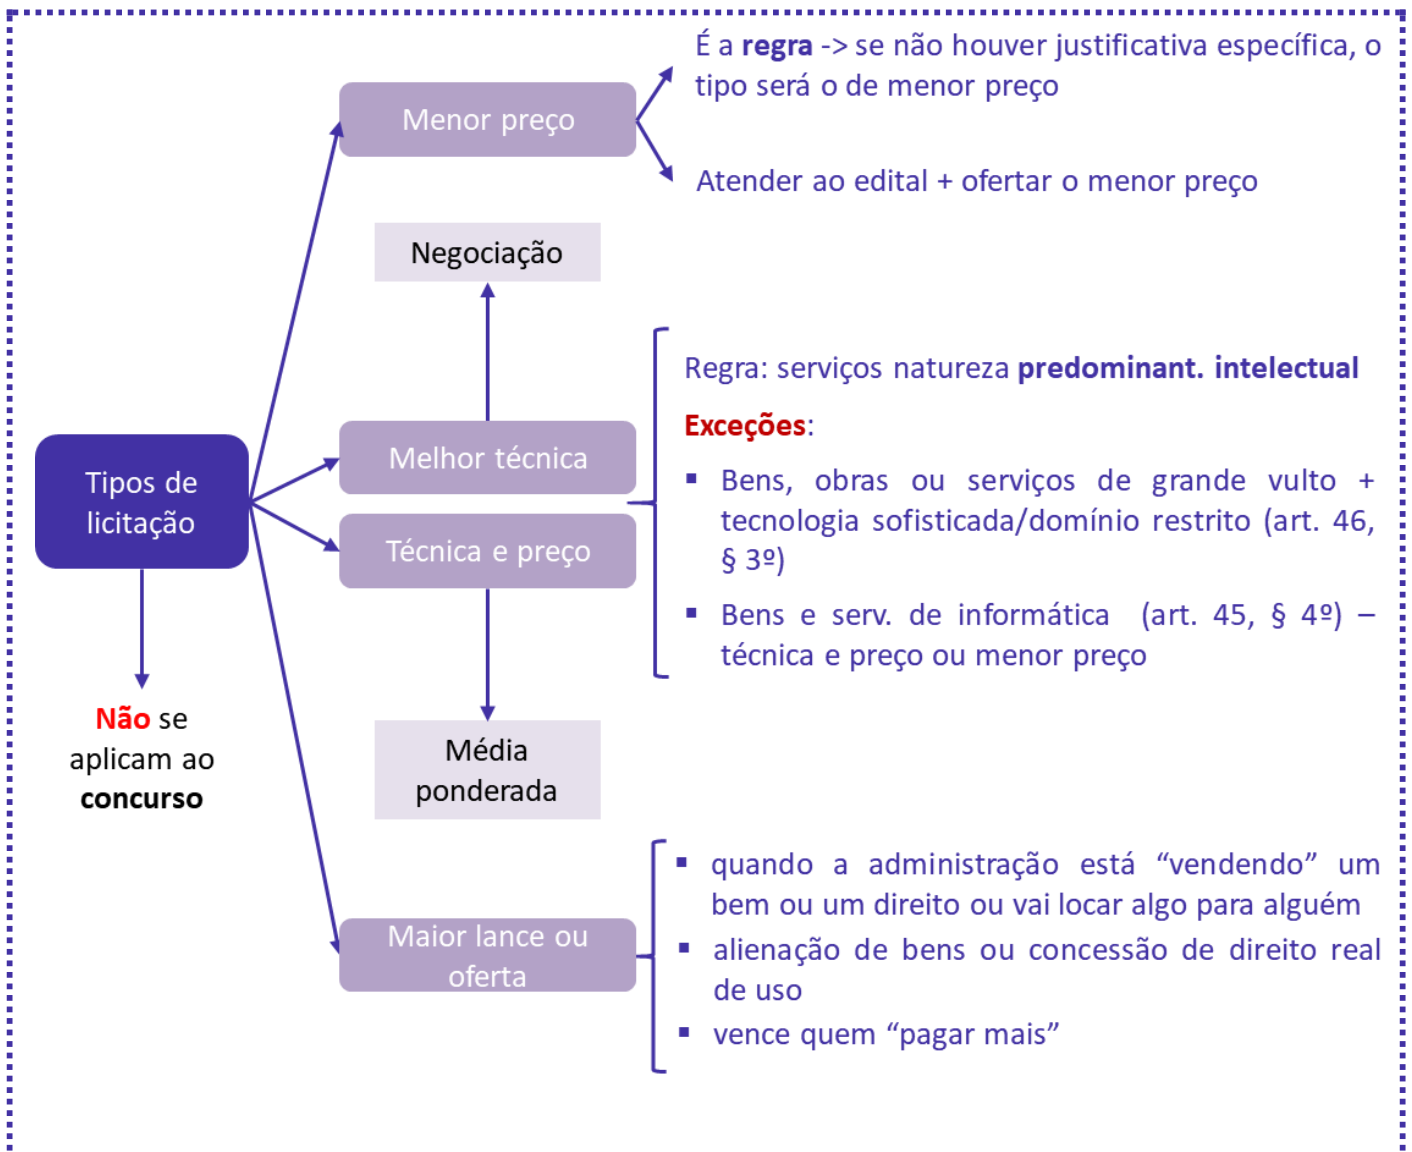 É a regra -> se não houver justificativa específica, o
tipo será o de menor preço
Menor preço
Atender ao edital + ofertar o menor preço
Negociação
Regra: serviços natureza predominant. intelectual
Exceções:
Melhor técnica
Tipos de
licitação
▪ Bens, obras ou serviços de grande vulto +
tecnologia sofisticada/domínio restrito (art. 46,
§ 3º)
Técnica e preço
▪ Bens e serv. de informática (art. 45, § 4º) –
técnica e preço ou menor preço
Não se
aplicam ao
concurso
Média
ponderada
Maior lance ou
oferta
▪ quando a administração está “vendendo” um
bem ou um direito ou vai locar algo para alguém
▪ alienação de bens ou concessão de direito real
de uso
▪ vence quem “pagar mais”